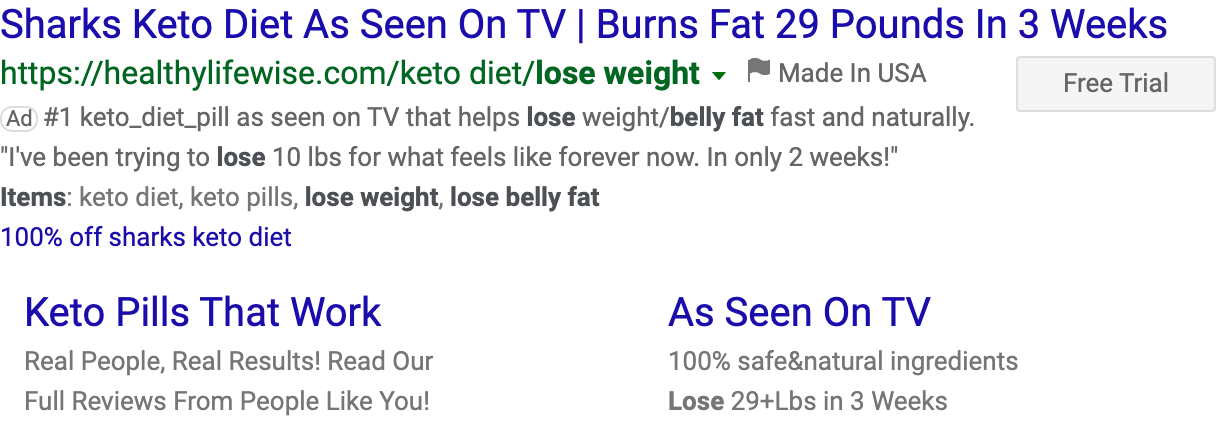 Sharks Keto Diet As Seen On TV | Burns Fat 29 Pounds In 3 Weeks
https://healthylifewise.com/keto diet/lose weight Made In USA
Free Trial
Ad #1 keto_diet_pill as seen on TV that helps lose weight/belly fat fast and naturally.
"I've been trying to lose 10 lbs for what feels like forever now. In only 2 weeks!"
Items: keto diet, keto pills, lose weight, lose belly fat
100% off sharks keto diet
Keto Pills That Work
Real People, Real Results! Read Our
Full Reviews From People Like You!
As Seen On TV
100% safe&natural ingredients
Lose 29+Lbs in 3 Weeks